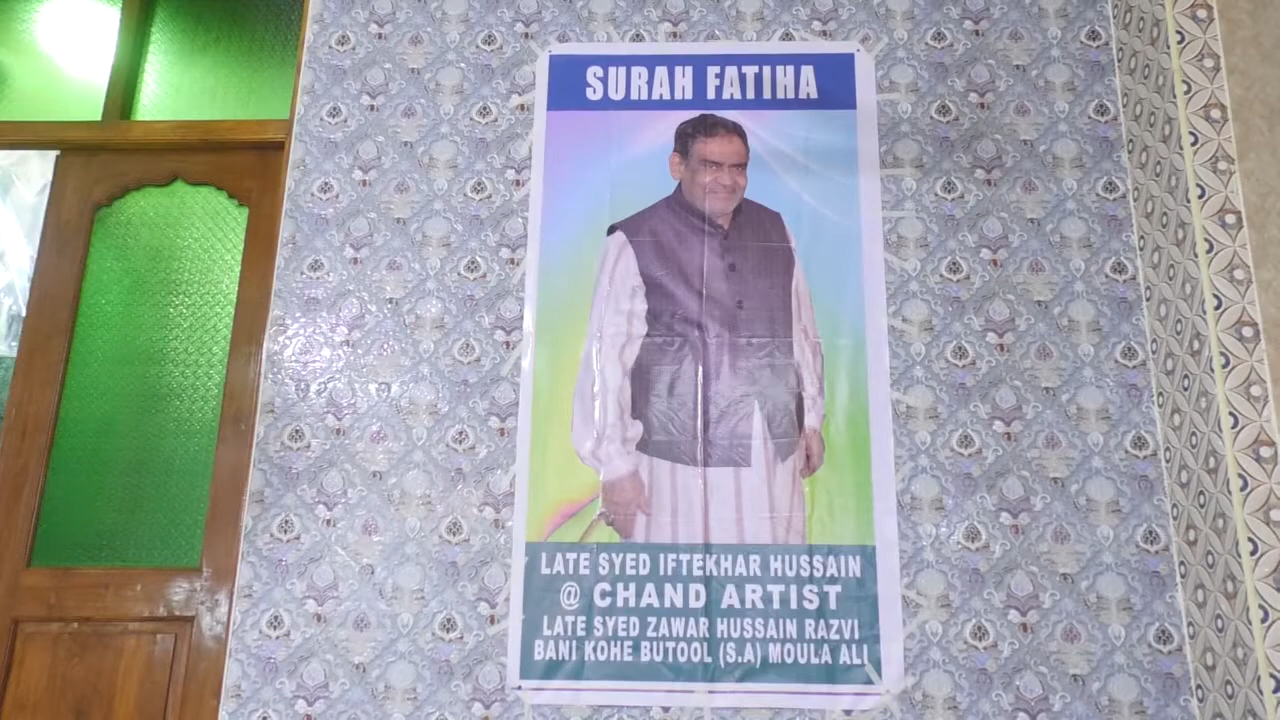 SURAH FATIHA
LATE SYED IFTEKHAR HUSSAIN
@ CHAND ARTIST
LATE SYED ZAWAR HUSSAIN RAZVI
BANI KOHE BUTOOL (S.A) MOULA ALI